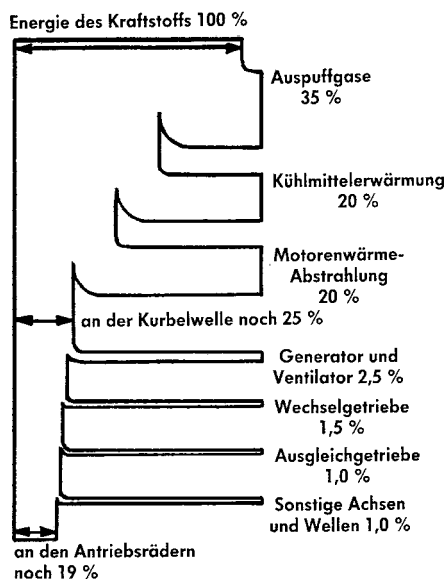 Energie des Kraftstoffs 100 %
Auspuffgase
35 %
Kühlmittelerwärmung
20 %
Motorenwärme-
Abstrahlung
20 %
an der Kurbelwelle noch 25 %
Generator und
Ventilator 2,5 %
Wechselgetriebe
1,5 %
Ausgleichgetriebe
1,0 %
Sonstige Achsen
und Wellen 1,0 %
an den Antriebsrädern
noch 19 %